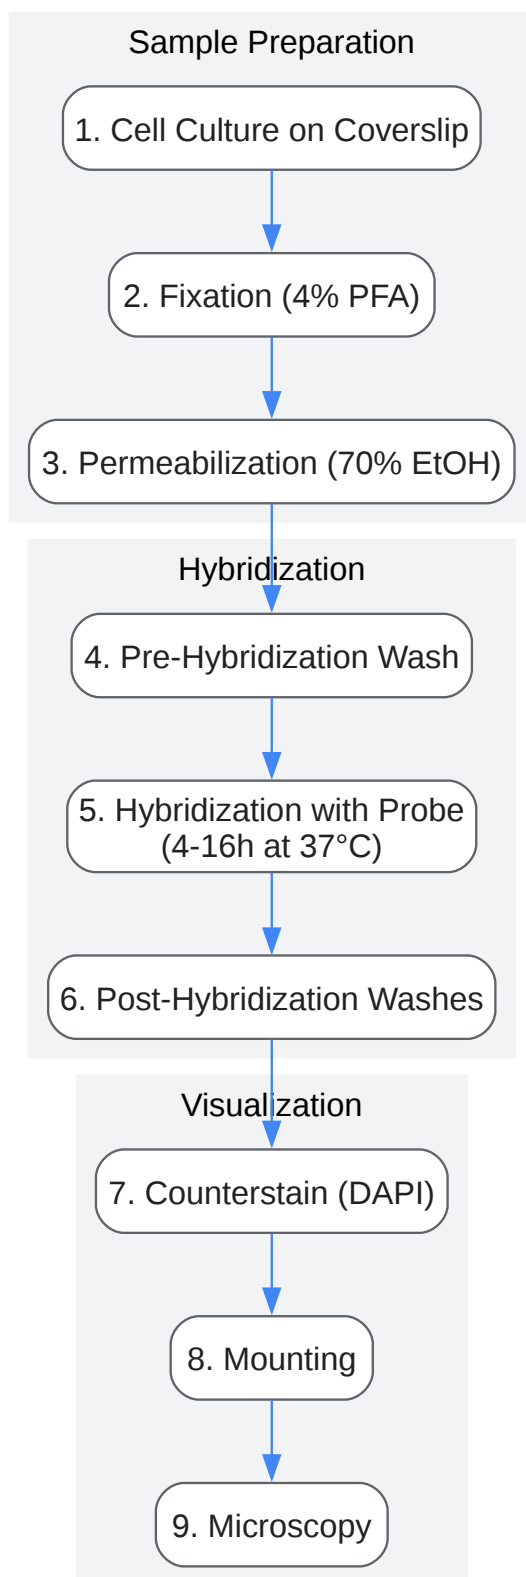 Sample Preparation
1. Cell Culture on Coverslip
2. Fixation (4% PFA)
3. Permeabilization (70% EtOH)
Hybridization
4. Pre-Hybridization Wash
5. Hybridization with Probe
(4-16h at 37°C)
6. Post-Hybridization Washes
Visualization
7. Counterstain (DAPI)
8. Mounting
9. Microscopy